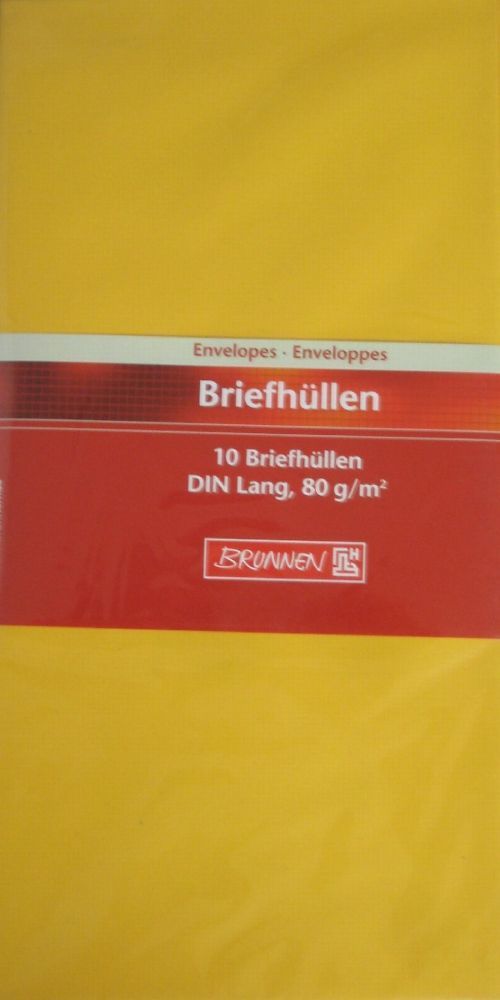 Envelopes · Enveloppes
Briefhüllen
10 Briefhüllen
DIN Lang, 80 g/m²
BRUNNEN